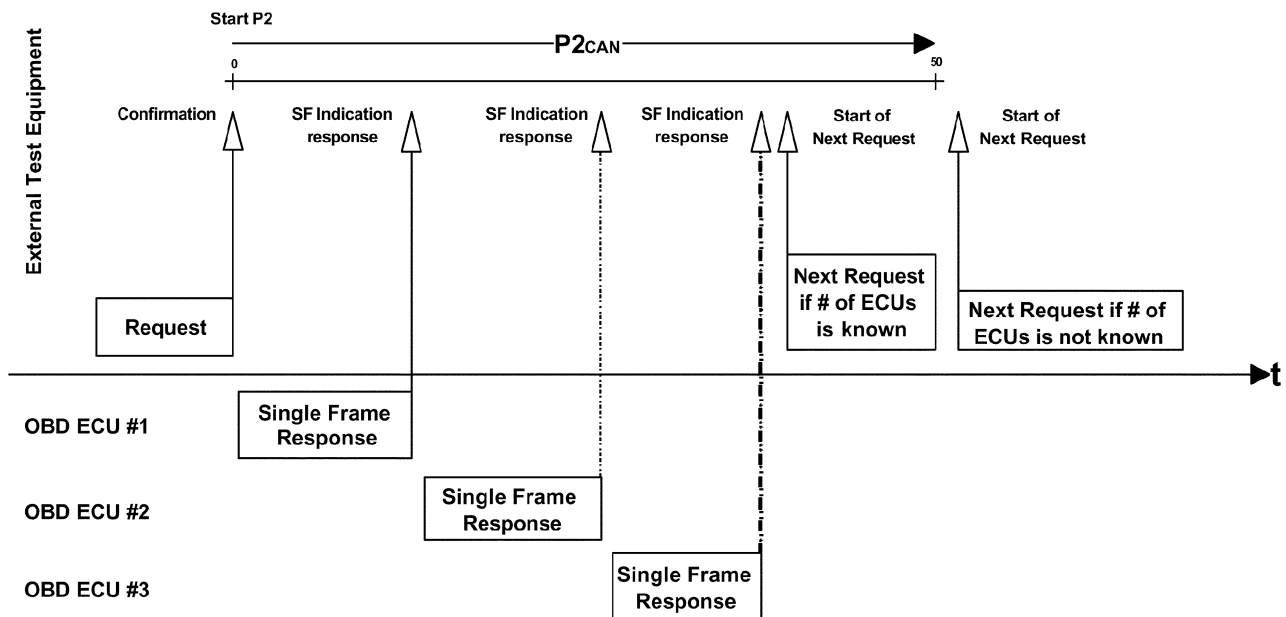 External Test Equipment
Start P2
P2CAN
0
50
Confirmation
SF Indication
response
SF Indication
response
SF Indication
response
Start of
Next Request
Start of
Next Request
Request
Next Request
if # of ECUs
is known
Next Request if # of
ECUs is not known
t
OBD ECU #1
Single Frame
Response
OBD ECU #2
Single Frame
Response
OBD ECU #3
Single Frame
Response